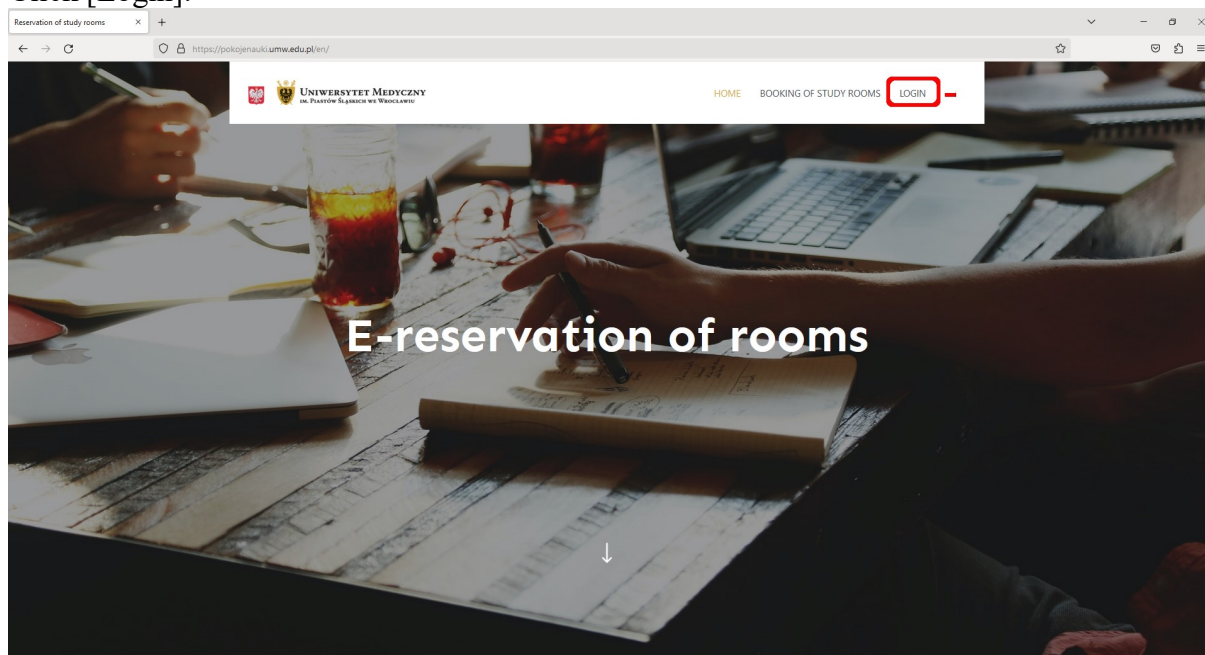 Click [Login].
Reservation of study rooms
https://pokojenauki.umw.edu.pl/en/
UNIWERSYTET MEDYCZNY
IM. PIASTÓW ŚLĄSKICH WE WROCŁAWIU
HOME BOOKING OF STUDY ROOMS LOGIN
E-reservation of rooms